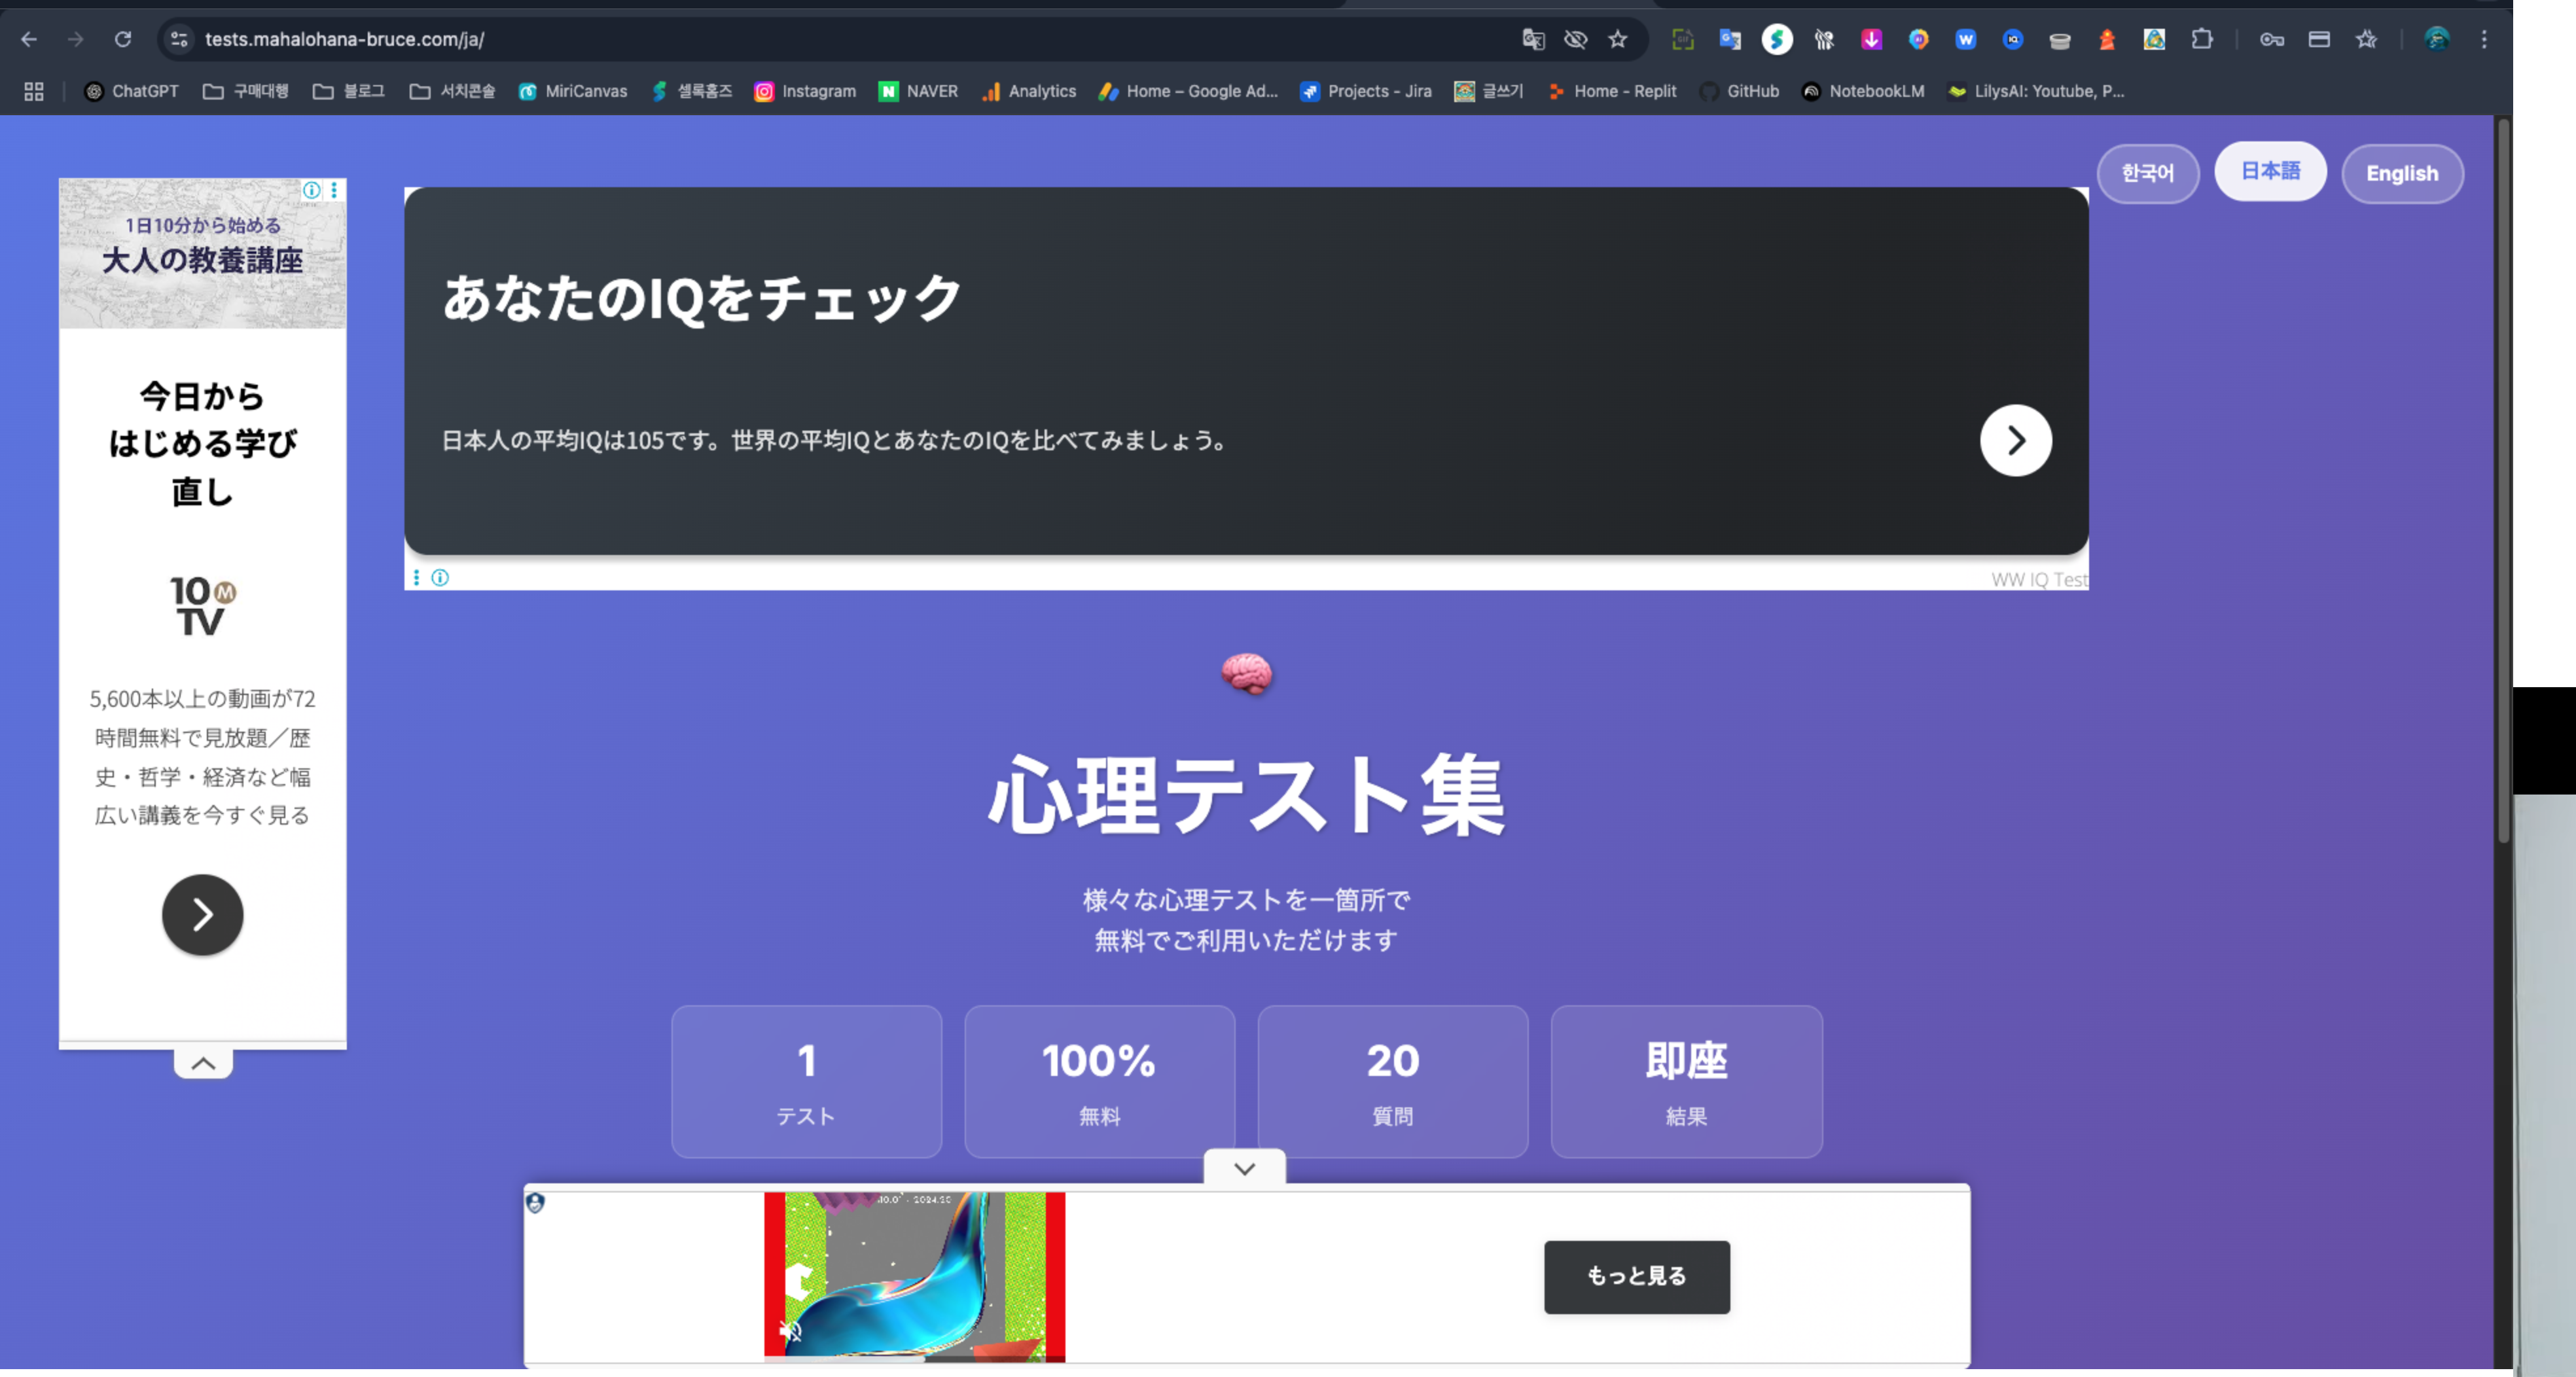 tests.mahalohana-bruce.com/ja/
ChatGPT
구매대행
블로그
서치콘솔
MiriCanvas
셀록홈즈
Instagram
NAVER
Analytics
Home – Google Ad...
Projects - Jira
글쓰기
Home - Replit
GitHub
NotebookLM
LilysAI: Youtube, P...
한국어
日本語
English
1日10分から始める
大人の教養講座
今日から
はじめる学び
直し
10 M
TV
5,600本以上の動画が72
時間無料で見放題／歴
史・哲学・経済など幅
広い講義を今すぐ見る
あなたのIQをチェック
日本人の平均IQは105です。世界の平均IQとあなたのIQを比べてみましょう。
WW IQ Test
心理テスト集
様々な心理テストを一箇所で
無料でご利用いただけます
1
テスト
100%
無料
20
質問
即座
結果
もっと見る